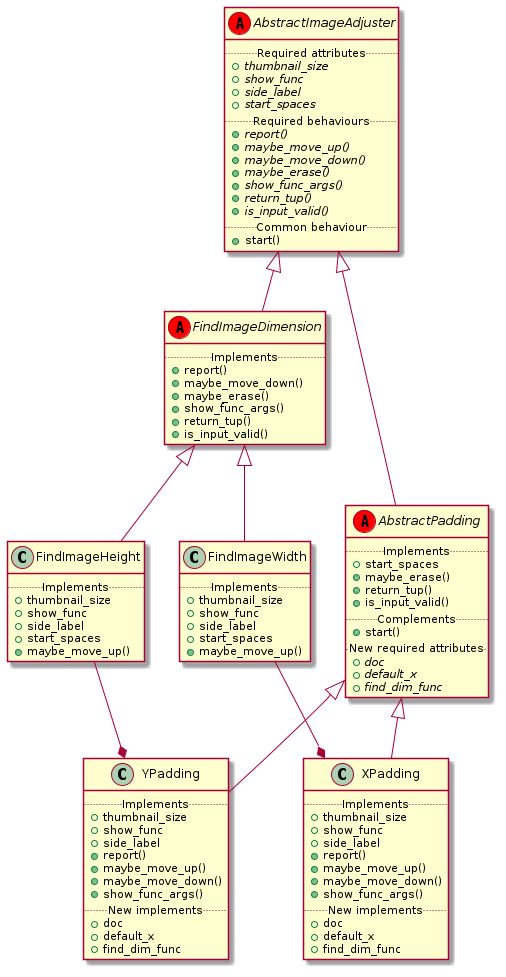 A AbstractImageAdjuster
Required attributes
thumbnail_size
show_func
side_label
start_spaces
Required behaviours
report()
maybe_move_up()
maybe_move_down()
maybe_erase()
show_func_args()
return_tup()
is_input_valid()
Common behaviour
start()
A FindImageDimension
Implements
report()
maybe_move_down()
maybe_erase()
show_func_args()
return_tup()
is_input_valid()
A AbstractPadding
Implements
start_spaces
maybe_erase()
return_tup()
is_input_valid()
Complements
start()
New required attributes
doc
default_x
find_dim_func
C FindImageHeight
Implements
thumbnail_size
show_func
side_label
start_spaces
maybe_move_up()
C FindImageWidth
Implements
thumbnail_size
show_func
side_label
start_spaces
maybe_move_up()
C YPadding
Implements
thumbnail_size
show_func
side_label
report()
maybe_move_up()
maybe_move_down()
show_func_args()
New implements
doc
default_x
find_dim_func
C XPadding
Implements
thumbnail_size
show_func
side_label
report()
maybe_move_up()
maybe_move_down()
show_func_args()
New implements
doc
default_x
find_dim_func